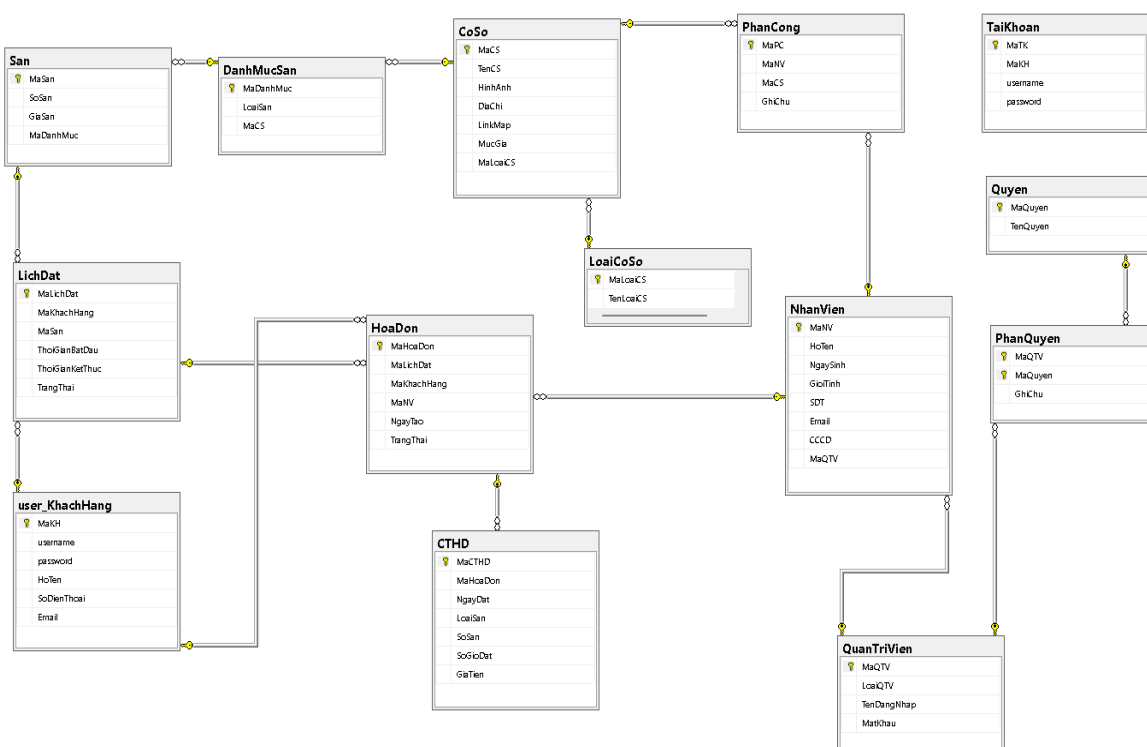 San
MaSan
SoSan
GiaSan
MaDanhMuc
DanhMucSan
MaDanhMuc
LoaiSan
MaCS
CoSo
MaCS
TenCS
HinhAnh
DiaChi
LinkMap
MucGia
MaLoaiCS
PhanCong
MaPC
MaNV
MaCS
GhiChu
TaiKhoan
MaTK
MaKH
username
password
Quyen
MaQuyen
TenQuyen
LoaiCoSo
MaLoaiCS
TenLoaiCS
LichDat
MaLichDat
MaKhachHang
MaSan
ThoiGianBatDau
ThoiGianKetThuc
TrangThai
HoaDon
MaHoaDon
MaLichDat
MaKhachHang
MaNV
NgayTao
TrangThai
NhanVien
MaNV
HoTen
NgaySinh
GioiTinh
SDT
Email
CCCD
MaQTV
PhanQuyen
MaQTV
MaQuyen
GhiChu
user_KhachHang
MaKH
username
password
HoTen
SoDienThoai
Email
CTHD
MaCTHD
MaHoaDon
NgayDat
LoaiSan
SoSan
SoGioDat
GiaTien
QuanTriVien
MaQTV
LoaiQTV
TenDangNhap
MatKhau